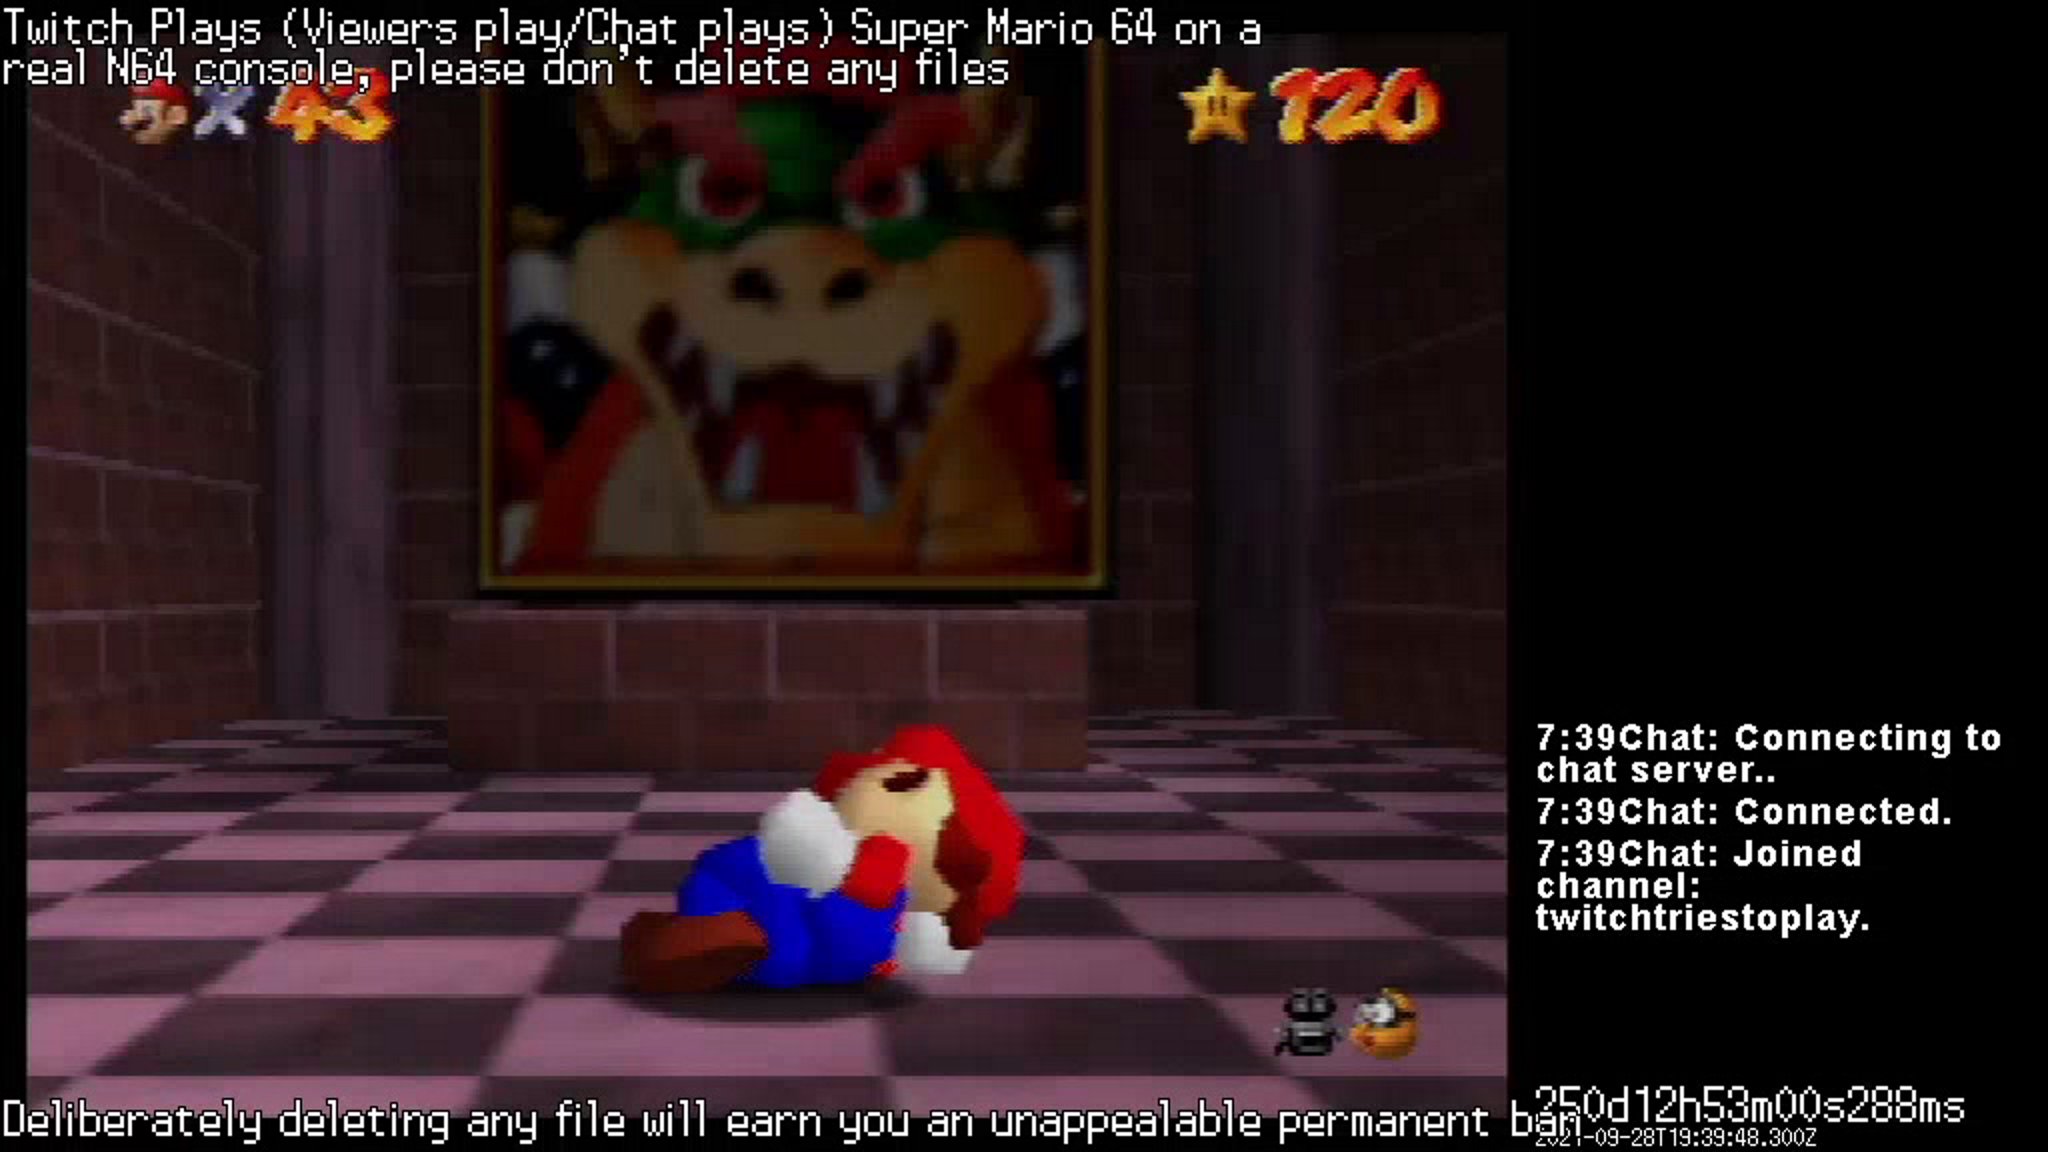 Twitch Plays (Viewers play/Chat plays) Super Mario 64 on a
real N64 console, please don't delete any files
x 43
120
7:39Chat: Connecting to
chat server..
7:39Chat: Connected.
7:39Chat: Joined
channel:
twitchtriestoplay.
Deliberately deleting any file will earn you an unappealable permanent ban
250d12h53m00s288ms
2021-09-28T19:39:48.300Z